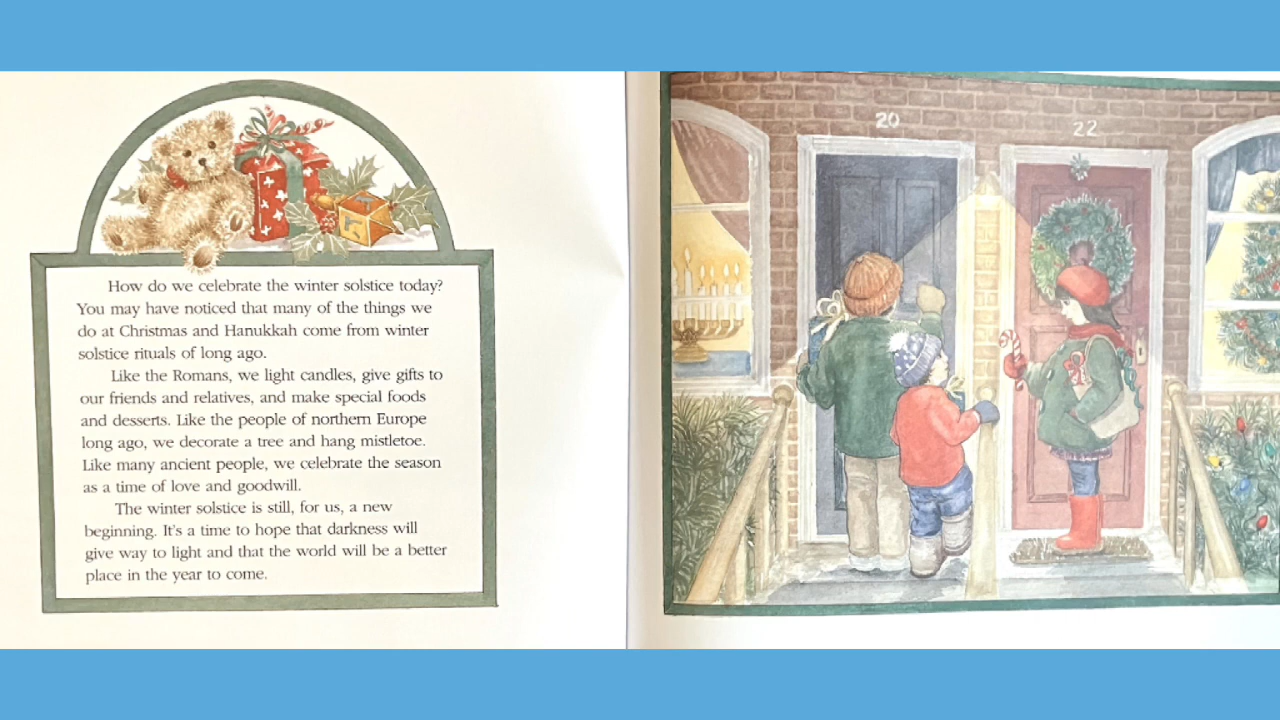 How do we celebrate the winter solstice today?
You may have noticed that many of the things we
do at Christmas and Hanukkah come from winter
solstice rituals of long ago.
Like the Romans, we light candles, give gifts to
our friends and relatives, and make special foods
and desserts. Like the people of northern Europe
long ago, we decorate a tree and hang mistletoe.
Like many ancient people, we celebrate the season
as a time of love and goodwill.
The winter solstice is still, for us, a new
beginning. It's a time to hope that darkness will
give way to light and that the world will be a better
place in the year to come.
20
22